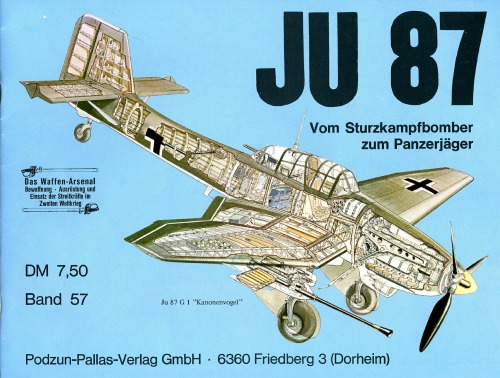 JU 87
Vom Sturzkampfbomber
zum Panzerjäger
Das Waffen-Arsenal
Bewaffnung · Ausrüstung und
Einsatz der Streitkräfte im
Zweiten Weltkrieg
DM 7,50
Band 57
Ju 87 G 1 "Kanonenvogel"
Podzun-Pallas-Verlag GmbH · 6360 Friedberg 3 (Dorheim)